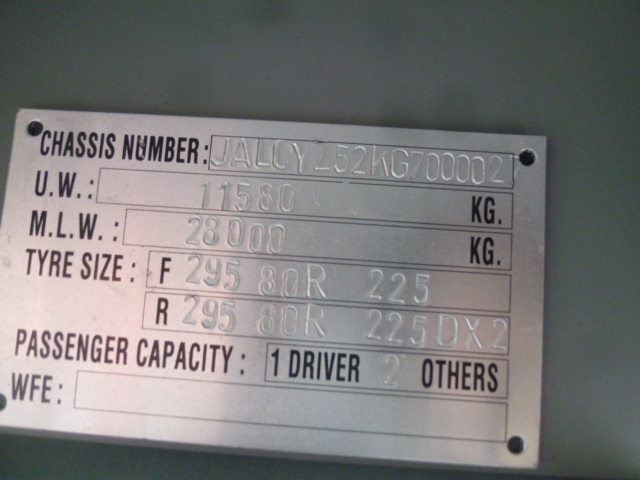 CHASSIS NUMBER: JALCYZ52KG7000027
U.W.: 11580 KG.
M.L.W.: 28000 KG.
TYRE SIZE: F 295 80R 225
R 295 80R 225DX2
PASSENGER CAPACITY: 1 DRIVER 2 OTHERS
WFE: